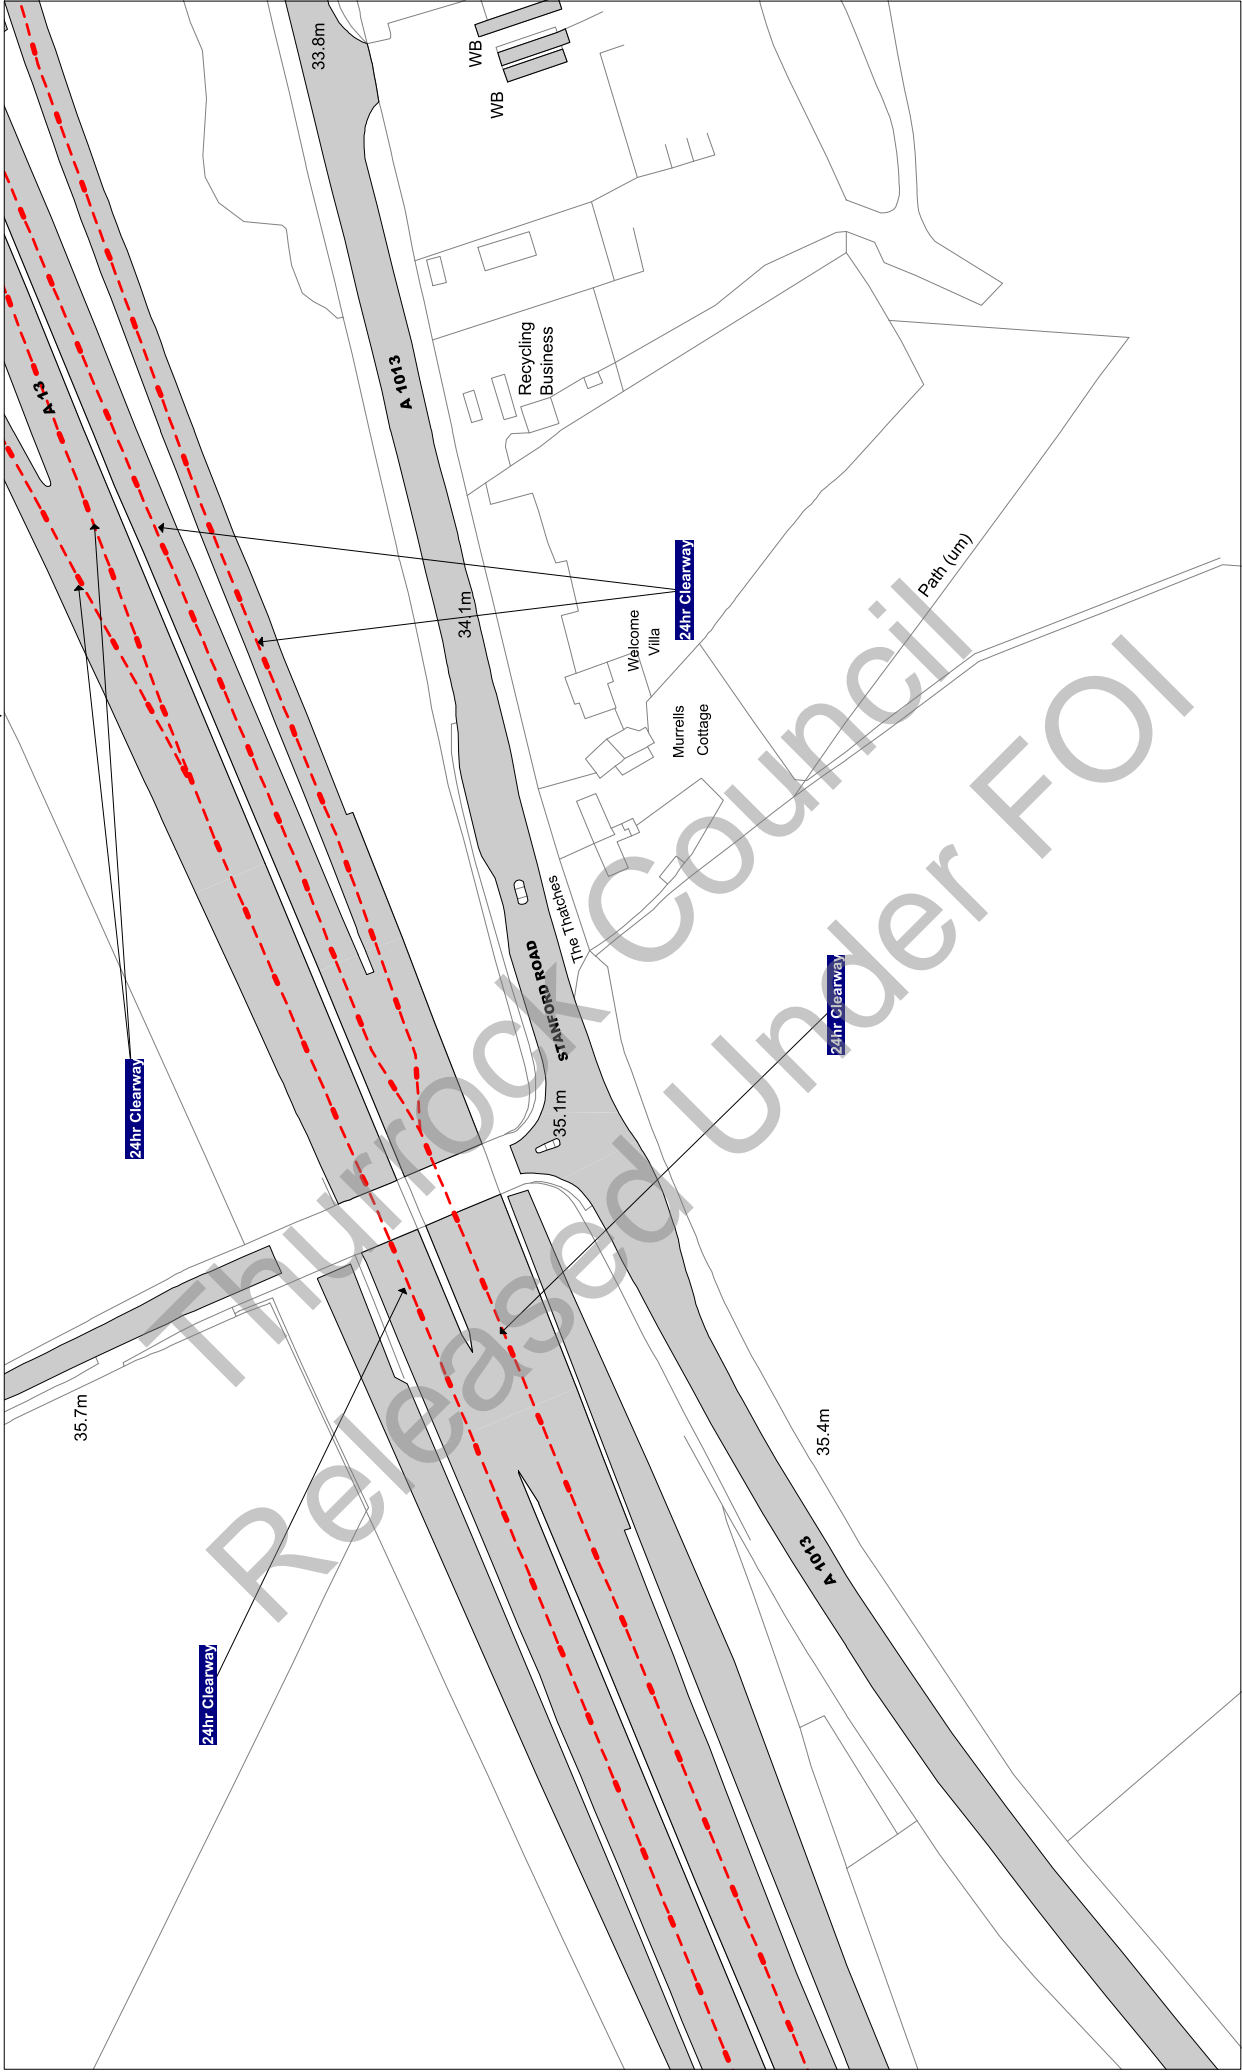 33.8m
WB
WB
A 13
A 1013
Recycling
Business
24hr Clearway
34.1m
Welcome
Villa
Path (um)
Murrells
Cottage
The Thatches
STANFORD ROAD
24hr Clearway
24hr Clearway
35.1m
35.7m
35.4m
A 1013
24hr Clearway
Thurrock Council
Released Under FOI